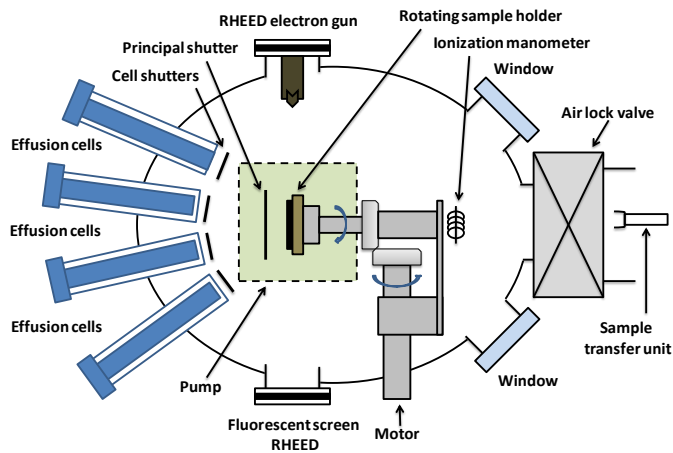 RHEED electron gun
Rotating sample holder
Principal shutter
Ionization manometer
Cell shutters
Window
Air lock valve
Effusion cells
Effusion cells
Effusion cells
Sample
transfer unit
Pump
Window
Fluorescent screen
RHEED
Motor